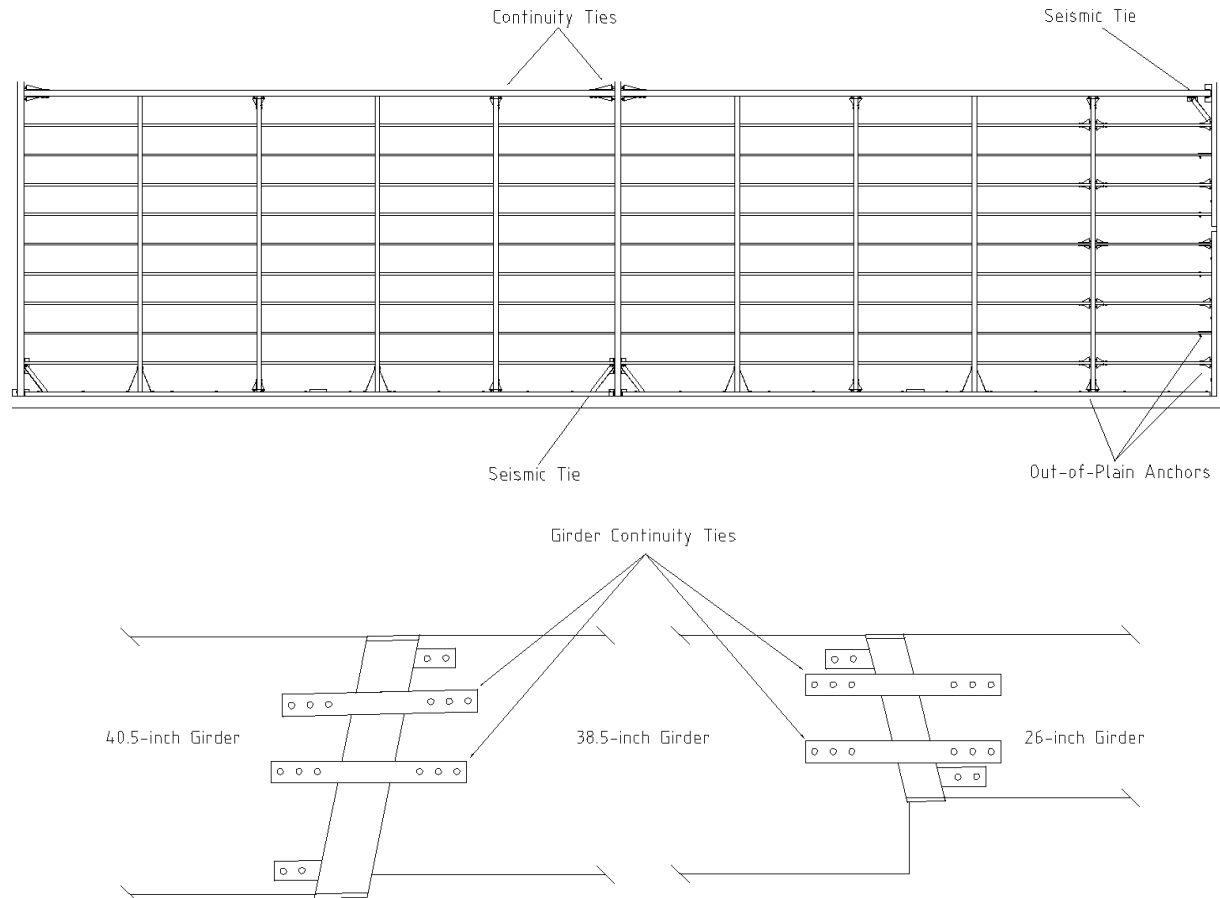 Continuity Ties
Seismic Tie
Seismic Tie
Out-of-Plain Anchors
Girder Continuity Ties
40.5-inch Girder
38.5-inch Girder
26-inch Girder